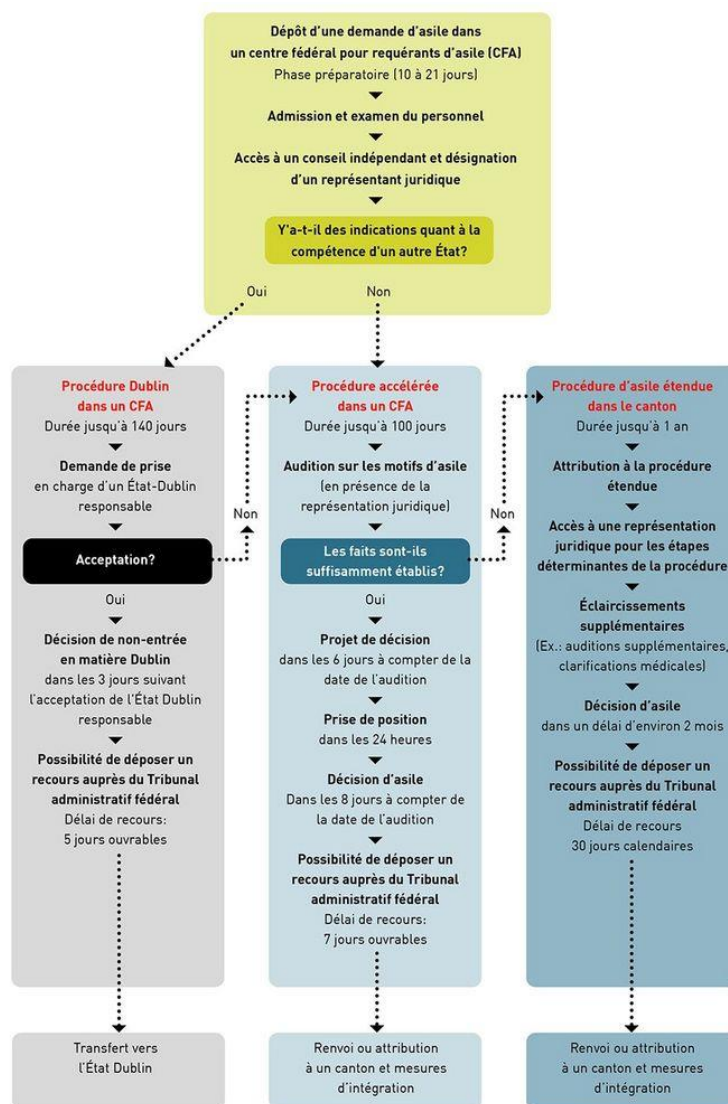 Dépôt d'une demande d'asile dans
un centre fédéral pour requérants d'asile (CFA)
Phase préparatoire (10 à 21 jours)
Admission et examen du personnel
Accès à un conseil indépendant et désignation
d'un représentant juridique
Y'a-t-il des indications quant à la
compétence d'un autre État?
Oui
Non
Procédure Dublin
dans un CFA
Durée jusqu'à 140 jours
Demande de prise
en charge d'un État-Dublin
responsable
Acceptation?
Non
Oui
Décision de non-entrée
en matière Dublin
dans les 3 jours suivant
l'acceptation de l'État Dublin
responsable
Possibilité de déposer un
recours auprès du Tribunal
administratif fédéral
Délai de recours:
5 jours ouvrables
Transfert vers
l'État Dublin
Procédure accélérée
dans un CFA
Durée jusqu'à 100 jours
Audition sur les motifs d'asile
(en présence de la
représentation juridique)
Les faits sont-ils
suffisamment établis?
Non
Oui
Projet de décision
dans les 6 jours à compter de la
date de l'audition
Prise de position
dans les 24 heures
Décision d'asile
Dans les 8 jours à compter de
la date de l'audition
Possibilité de déposer un
recours auprès du Tribunal
administratif fédéral
Délai de recours:
7 jours ouvrables
Renvoi ou attribution
à un canton et mesures
d'intégration
Procédure d'asile étendue
dans le canton
Durée jusqu'à 1 an
Attribution à la procédure
étendue
Accès à une représentation
juridique pour les étapes
déterminantes de la procédure
Éclaircissements
supplémentaires
(Ex.: auditions supplémentaires,
clarifications médicales)
Décision d'asile
dans un délai d'environ 2 mois
Possibilité de déposer un
recours auprès du Tribunal
administratif fédéral
Délai de recours
30 jours calendaires
Renvoi ou attribution
à un canton et mesures
d'intégration